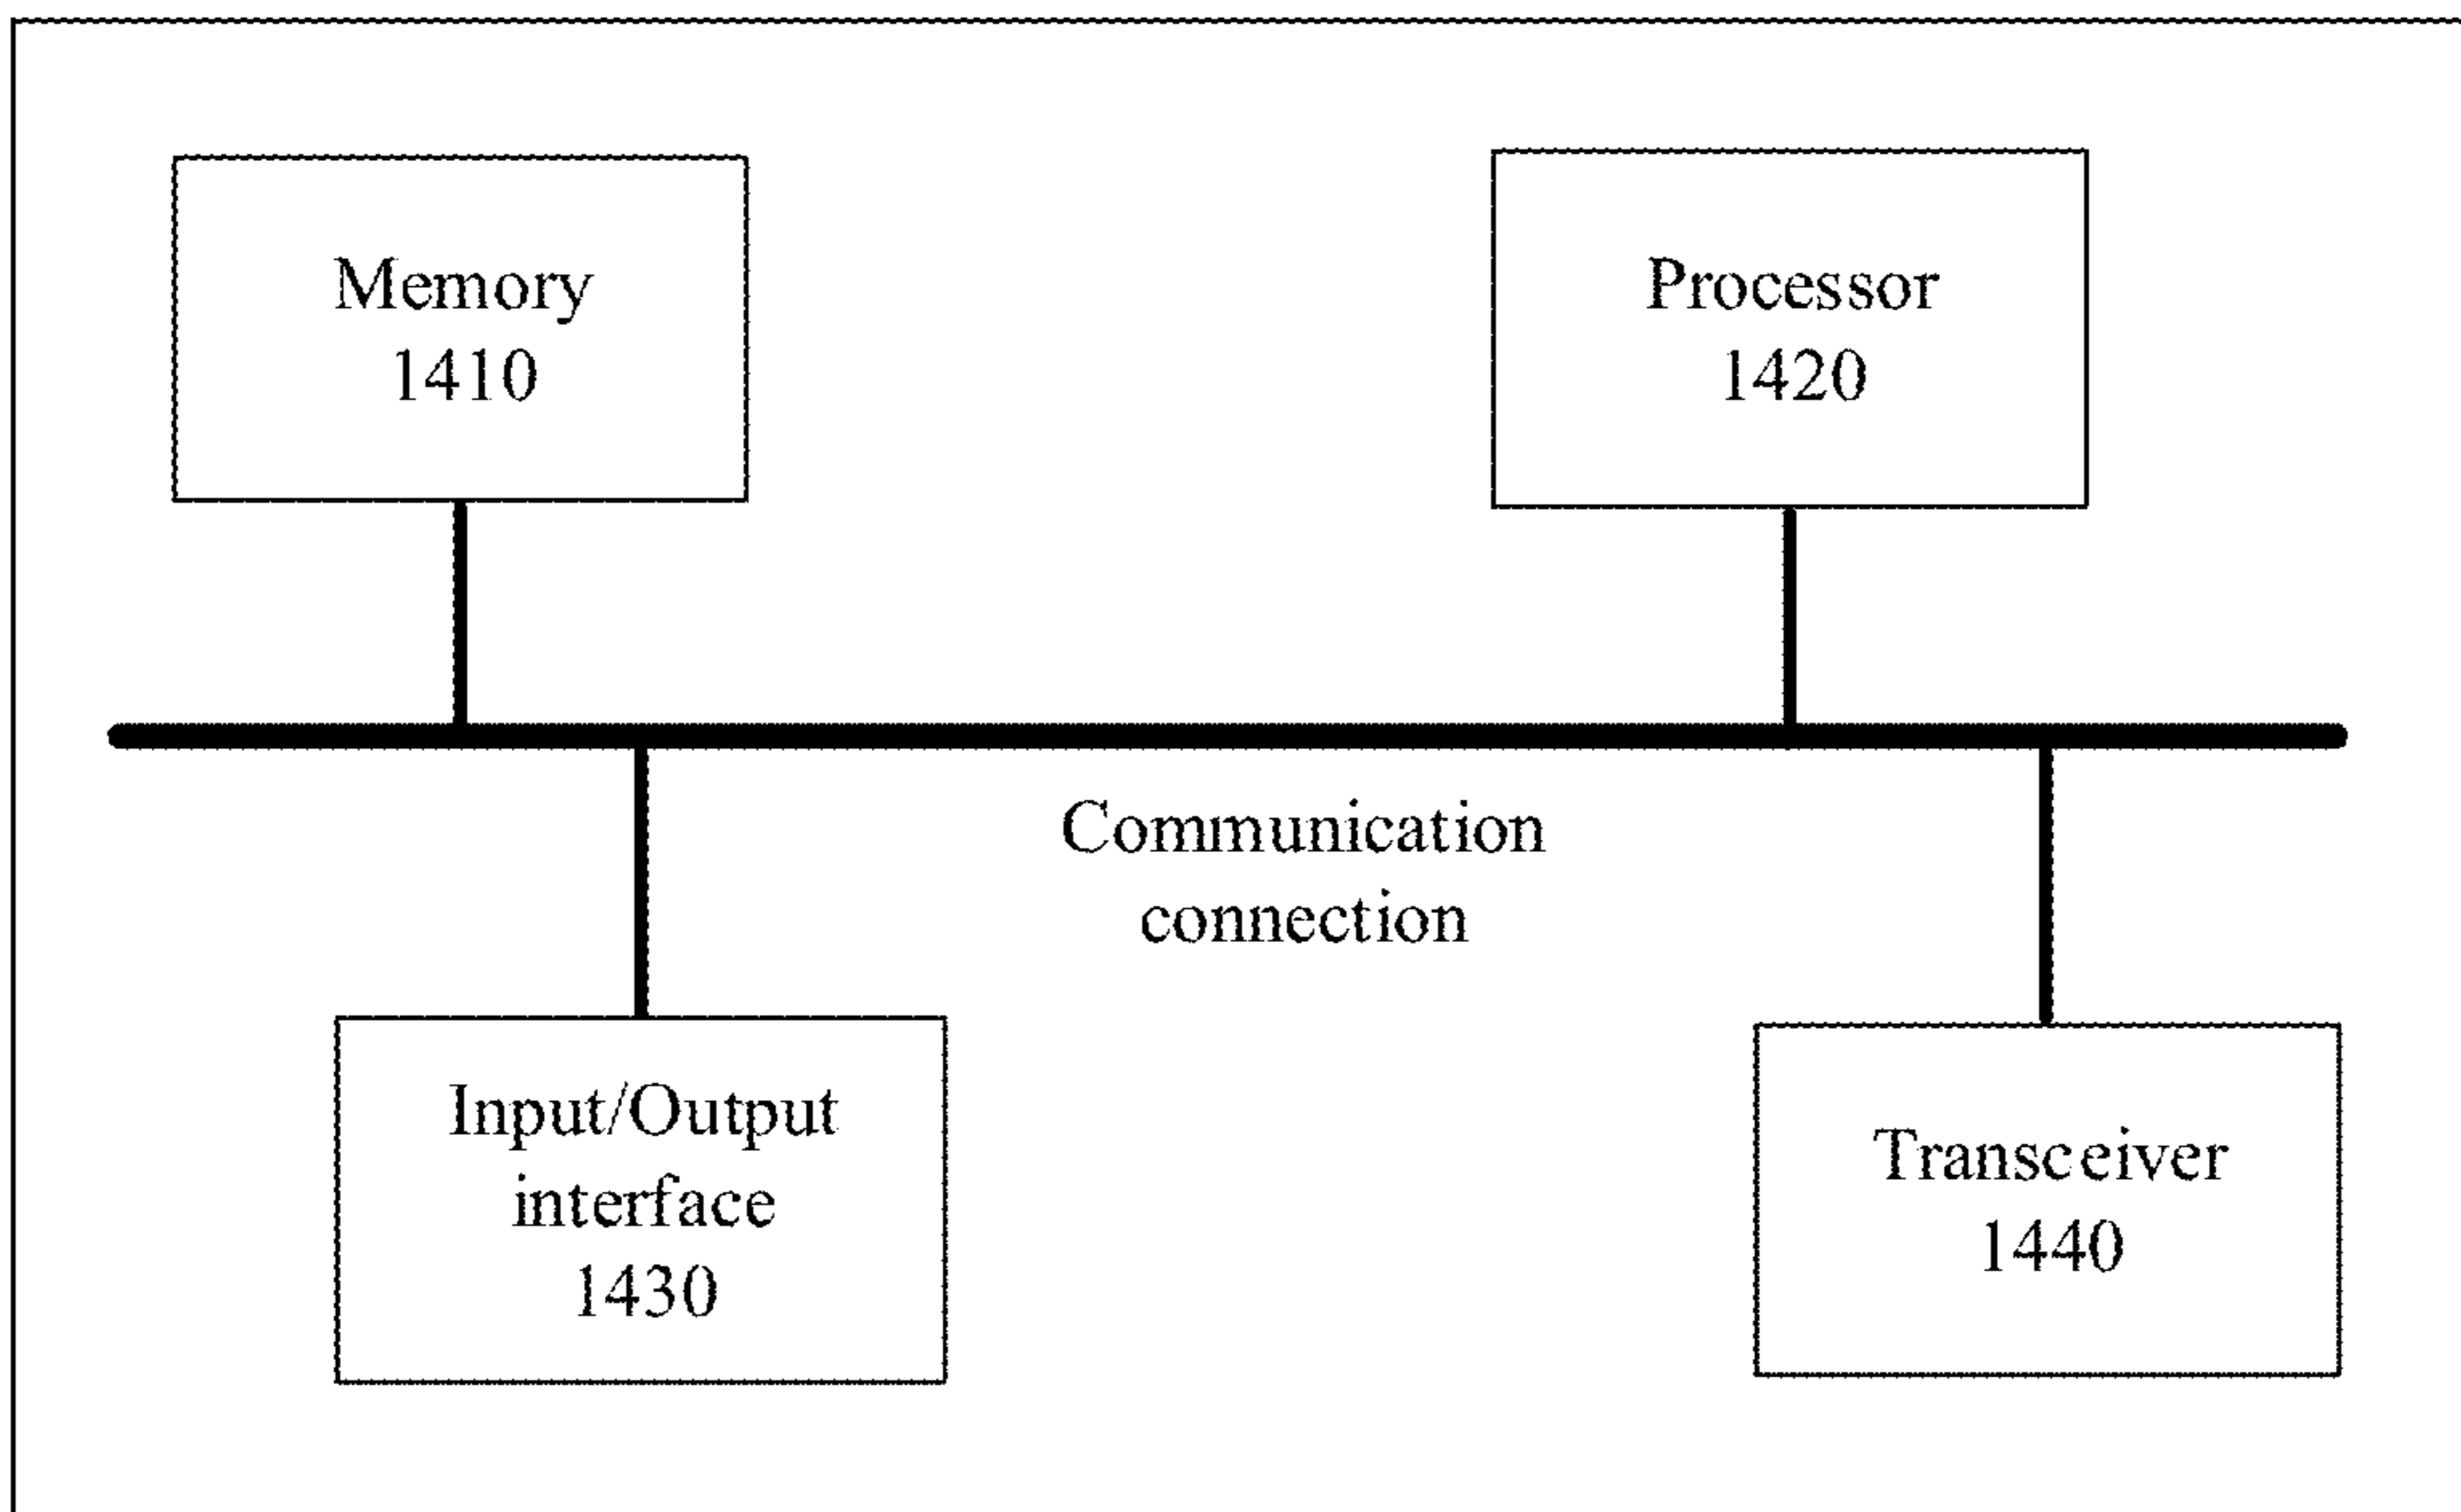 Memory
1410
Processor
1420
Communication
connection
Input/Output
interface
1430
Transceiver
1440